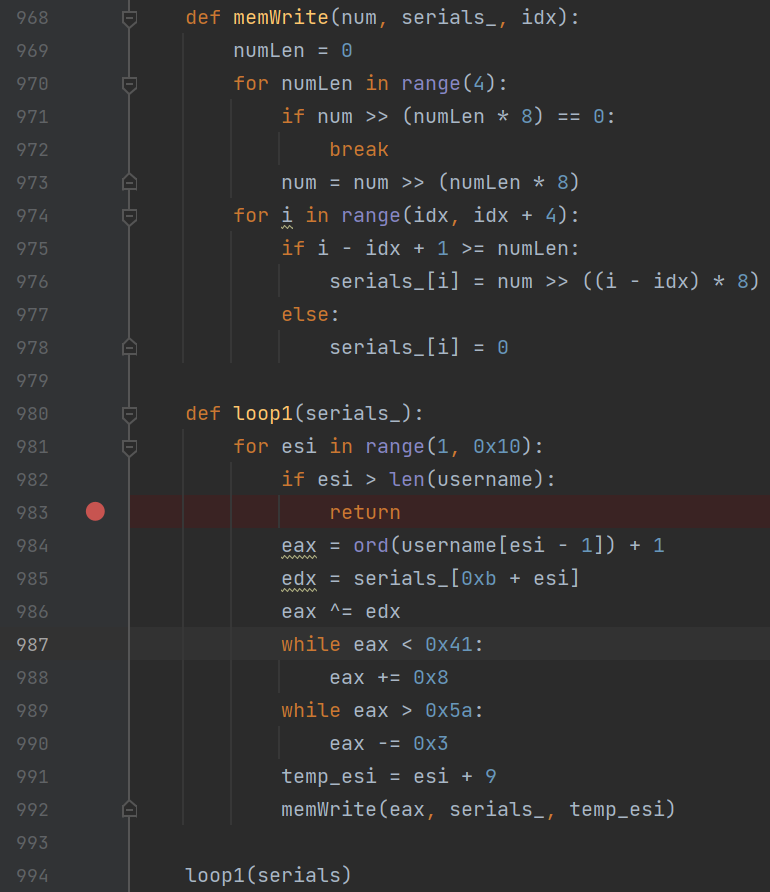 968 def memWrite(num, serials_, idx):
969 numLen = 0
970 for numLen in range(4):
971 if num >> (numLen * 8) == 0:
972 break
973 num = num >> (numLen * 8)
974 for i in range(idx, idx + 4):
975 if i - idx + 1 >= numLen:
976 serials_[i] = num >> ((i - idx) * 8)
977 else:
978 serials_[i] = 0
979
980 def loop1(serials_):
981 for esi in range(1, 0x10):
982 if esi > len(username):
983 return
984 eax = ord(username[esi - 1]) + 1
985 edx = serials_[0xb + esi]
986 eax ^= edx
987 while eax < 0x41:
988 eax += 0x8
989 while eax > 0x5a:
990 eax -= 0x3
991 temp_esi = esi + 9
992 memWrite(eax, serials_, temp_esi)
993
994 loop1(serials)